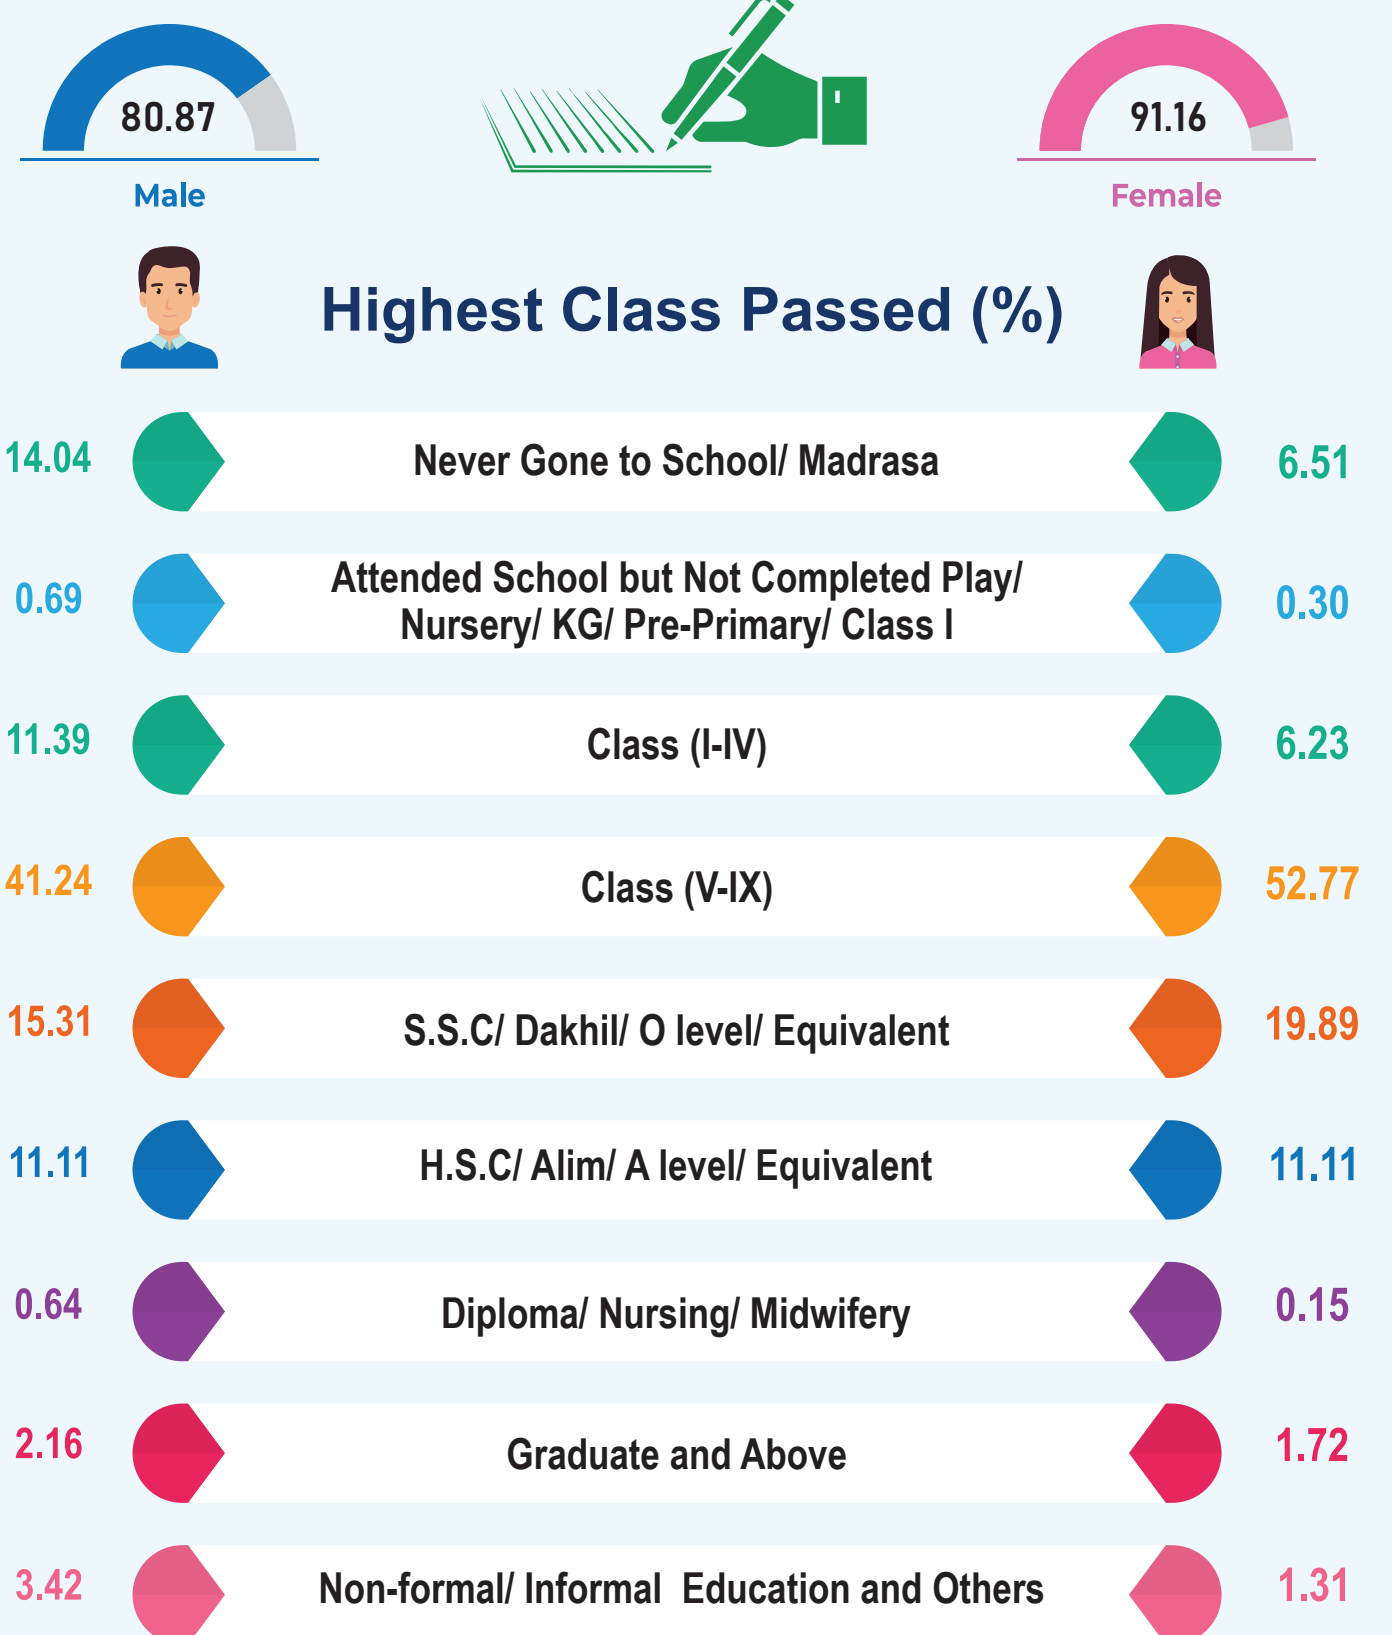 80.87
91.16
Male
Female
Highest Class Passed (%)
14.04
Never Gone to School/ Madrasa
6.51
0.69
Attended School but Not Completed Play/
Nursery/ KG/ Pre-Primary/ Class I
0.30
11.39
Class (I-IV)
6.23
41.24
Class (V-IX)
52.77
15.31
S.S.C/ Dakhil/ O level/ Equivalent
19.89
11.11
H.S.C/ Alim/ A level/ Equivalent
11.11
0.64
Diploma/ Nursing/ Midwifery
0.15
2.16
Graduate and Above
1.72
3.42
Non-formal/ Informal Education and Others
1.31